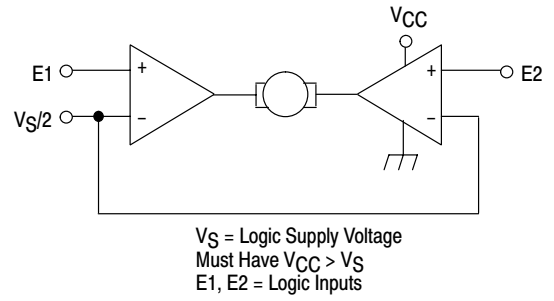 VCC
E1
+
+
E2
VS/2
−
−
VS = Logic Supply Voltage
Must Have VCC > VS
E1, E2 = Logic Inputs